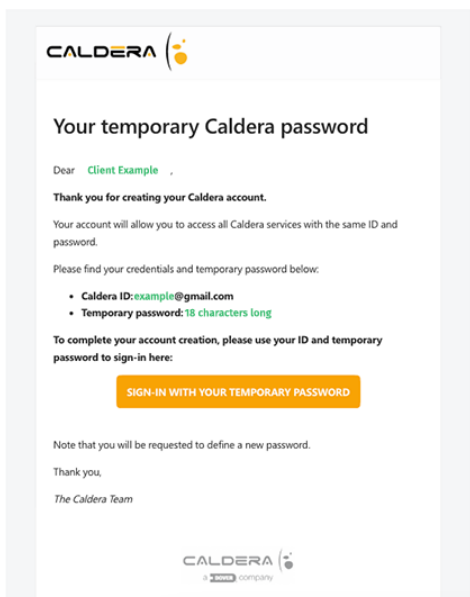 CALDERA
Your temporary Caldera password
Dear Client Example ,
Thank you for creating your Caldera account.
Your account will allow you to access all Caldera services with the same ID and
password.
Please find your credentials and temporary password below:
• Caldera ID:example@gmail.com
• Temporary password:18 characters long
To complete your account creation, please use your ID and temporary
password to sign-in here:
SIGN-IN WITH YOUR TEMPORARY PASSWORD
Note that you will be requested to define a new password.
Thank you,
The Caldera Team
CALDERA
a DOVER company